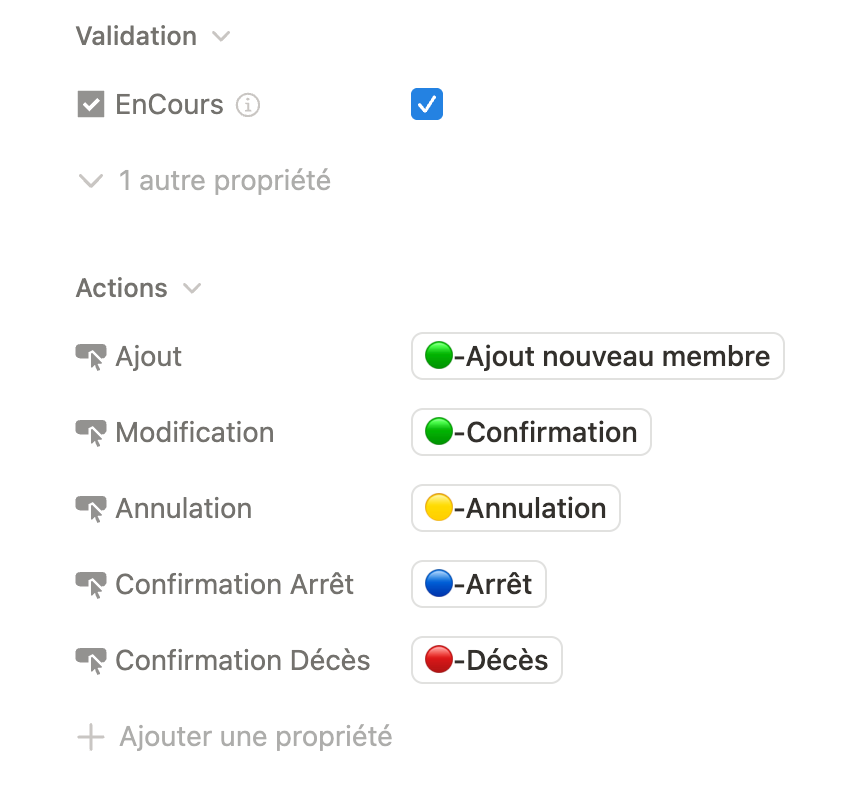 Validation
EnCours
1 autre propriété
Actions
Ajout -Ajout nouveau membre
Modification -Confirmation
Annulation -Annulation
Confirmation Arrêt -Arrêt
Confirmation Décès -Décès
Ajouter une propriété